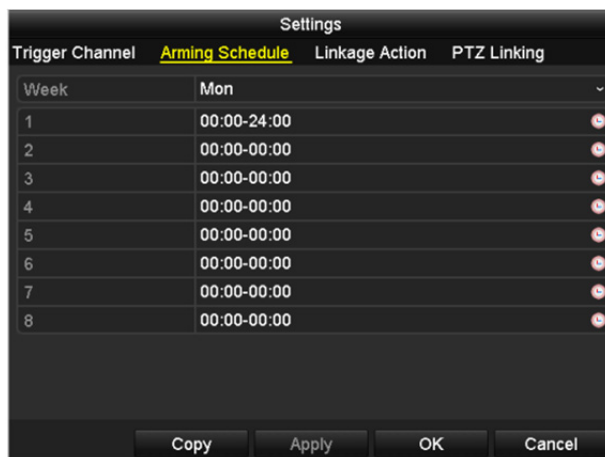 Settings
Trigger Channel Arming Schedule Linkage Action PTZ Linking
Week Mon
1 00:00-24:00
2 00:00-00:00
3 00:00-00:00
4 00:00-00:00
5 00:00-00:00
6 00:00-00:00
7 00:00-00:00
8 00:00-00:00
Copy Apply OK Cancel